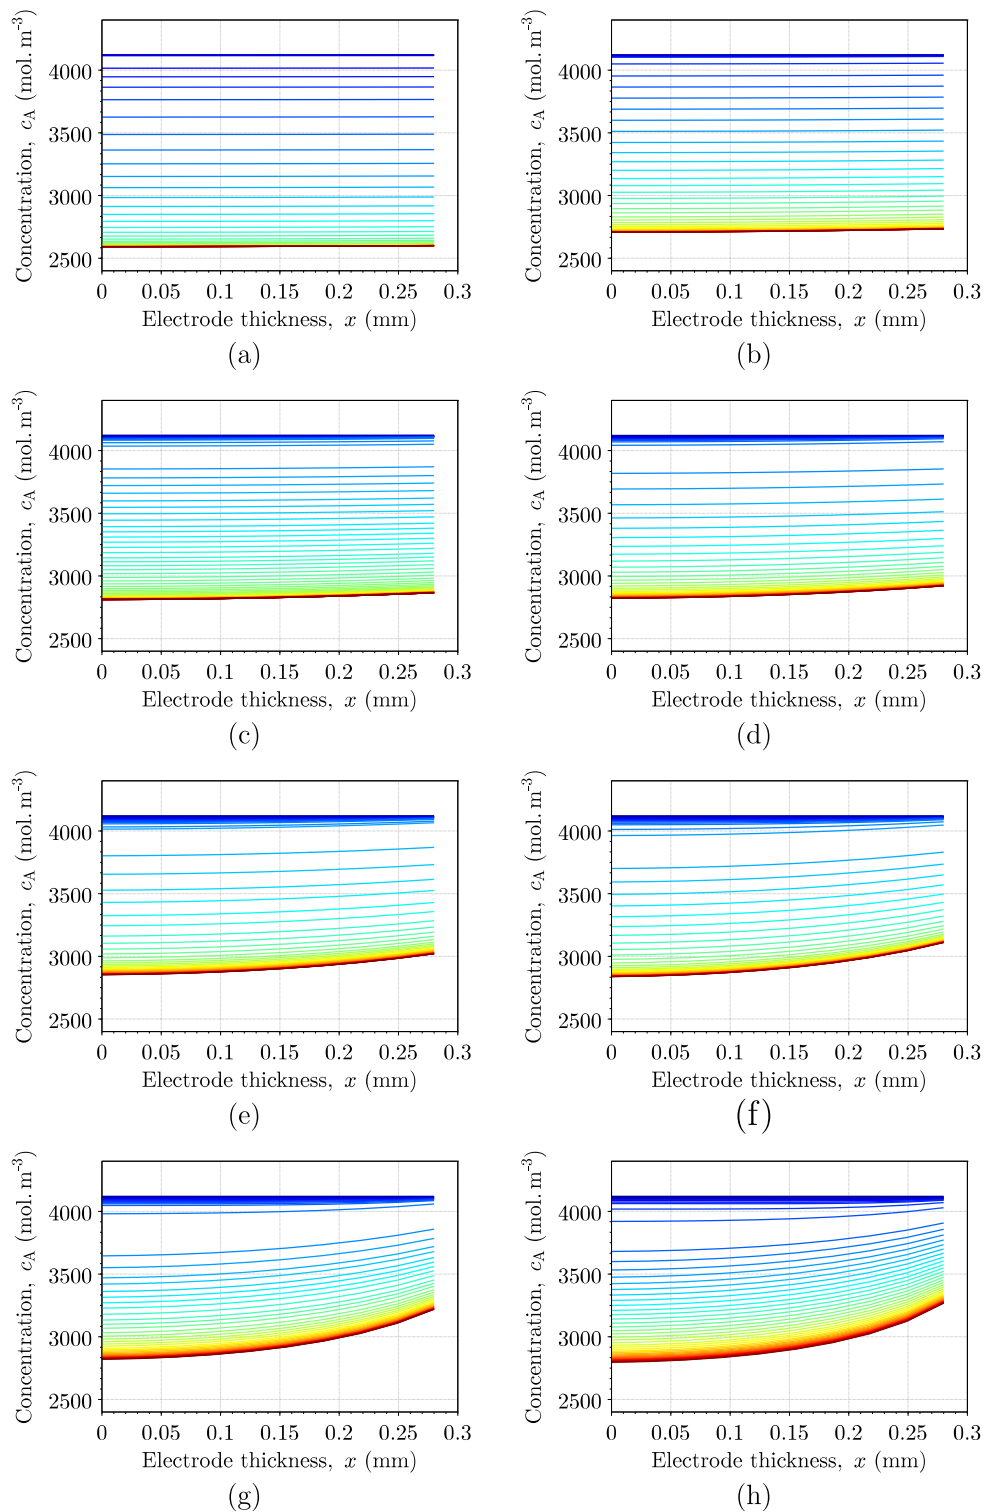 Concentration, c_A (mol. m⁻³)
4000
3500
3000
2500
0 0.05 0.1 0.15 0.2 0.25 0.3
Electrode thickness, x (mm)
(a)
Concentration, c_A (mol. m⁻³)
4000
3500
3000
2500
0 0.05 0.1 0.15 0.2 0.25 0.3
Electrode thickness, x (mm)
(b)
Concentration, c_A (mol. m⁻³)
4000
3500
3000
2500
0 0.05 0.1 0.15 0.2 0.25 0.3
Electrode thickness, x (mm)
(c)
Concentration, c_A (mol. m⁻³)
4000
3500
3000
2500
0 0.05 0.1 0.15 0.2 0.25 0.3
Electrode thickness, x (mm)
(d)
Concentration, c_A (mol. m⁻³)
4000
3500
3000
2500
0 0.05 0.1 0.15 0.2 0.25 0.3
Electrode thickness, x (mm)
(e)
Concentration, c_A (mol. m⁻³)
4000
3500
3000
2500
0 0.05 0.1 0.15 0.2 0.25 0.3
Electrode thickness, x (mm)
(f)
Concentration, c_A (mol. m⁻³)
4000
3500
3000
2500
0 0.05 0.1 0.15 0.2 0.25 0.3
Electrode thickness, x (mm)
(g)
Concentration, c_A (mol. m⁻³)
4000
3500
3000
2500
0 0.05 0.1 0.15 0.2 0.25 0.3
Electrode thickness, x (mm)
(h)